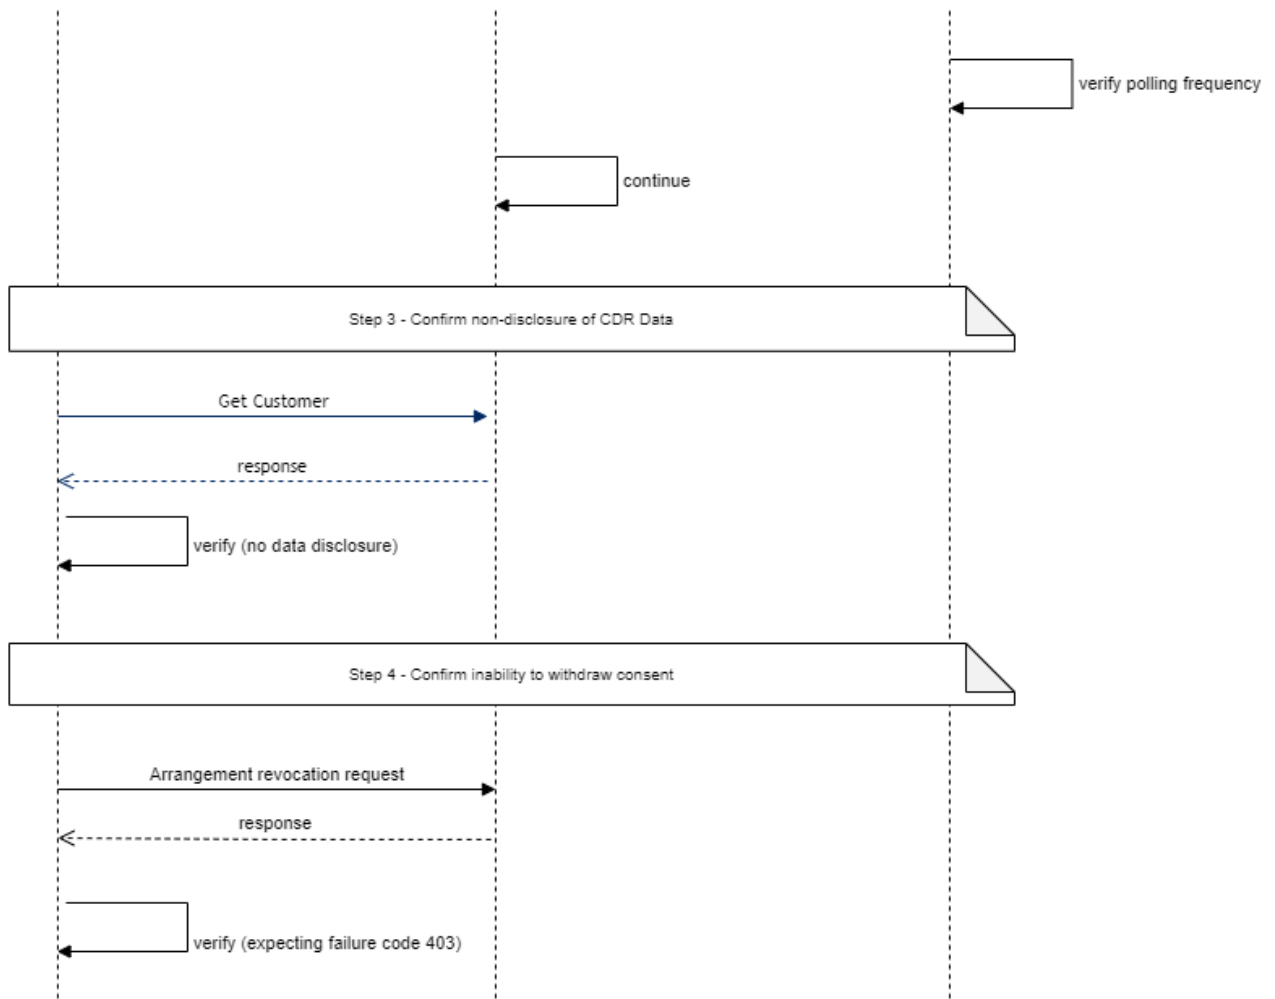 verify polling frequency
continue
Step 3 - Confirm non-disclosure of CDR Data
Get Customer
response
verify (no data disclosure)
Step 4 - Confirm inability to withdraw consent
Arrangement revocation request
response
verify (expecting failure code 403)